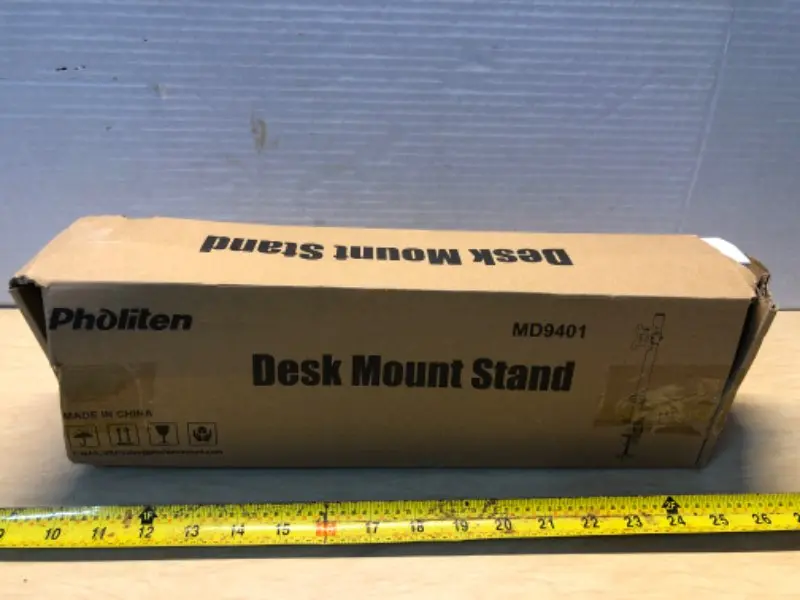 Desk Mount Stand
Pholiten
MD9401
Desk Mount Stand
MADE IN CHINA
9 10 11 12 13 14 15 16 17 18 19 20 21 22 23 24 25 26